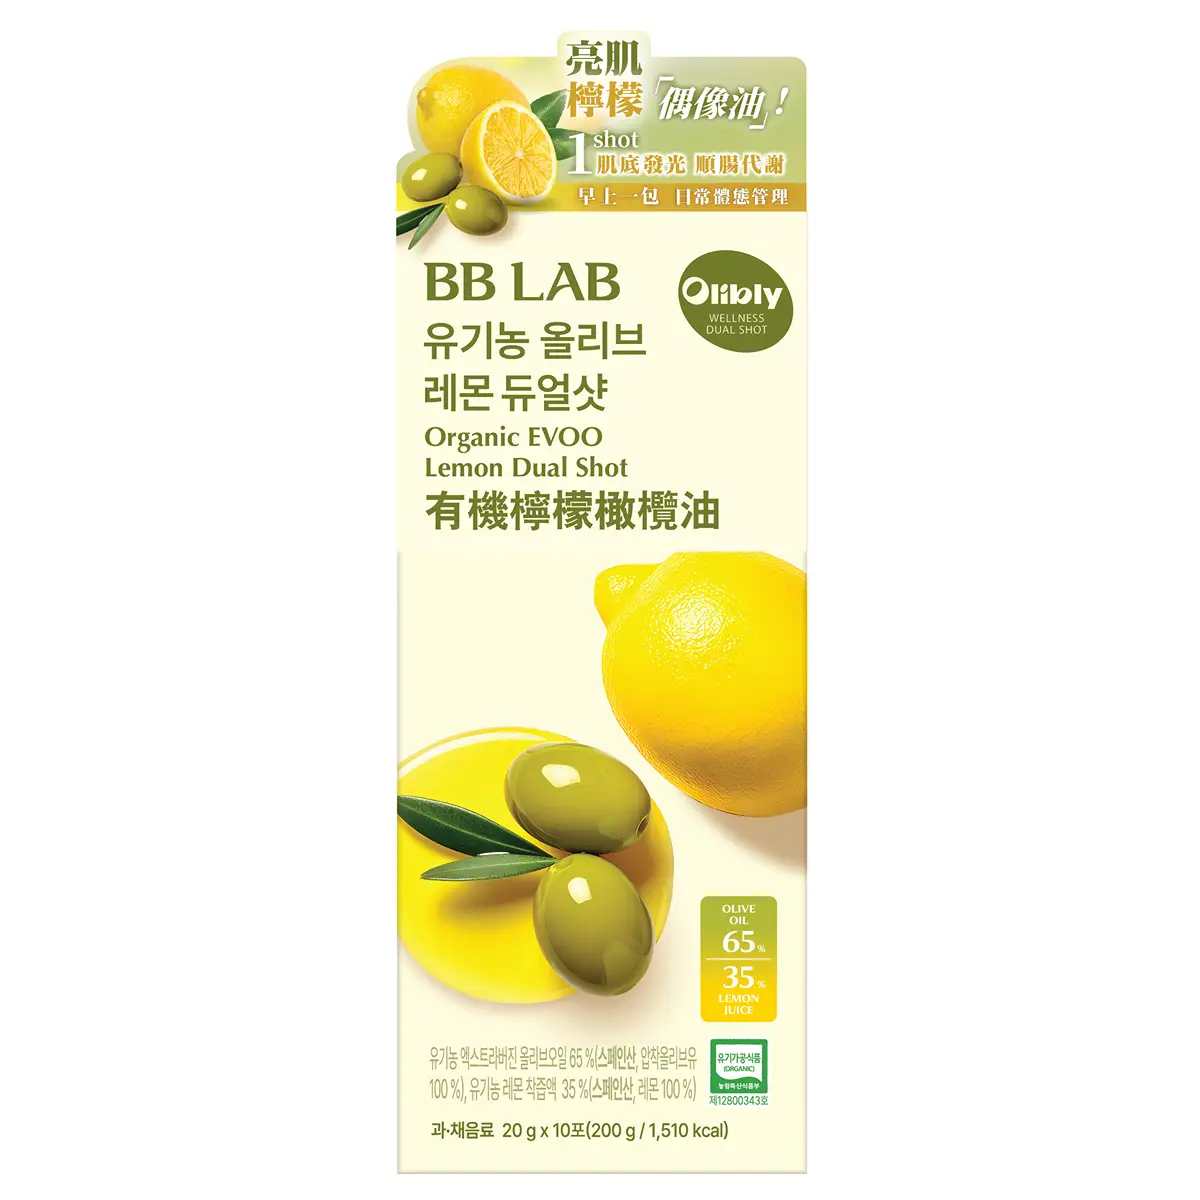 亮肌
檸檬
「偶像油」!
1 shot
肌底發光 順腸代謝
早上一包 日常體態管理
BB LAB
Olibly
WELLNESS
DUAL SHOT
유기농 올리브
레몬 듀얼샷
Organic EVOO
Lemon Dual Shot
有機檸檬橄欖油
OLIVE
OIL
65%
35%
LEMON
JUICE
유기농 엑스트라버진 올리브오일 65 %(스페인산, 압착올리브유
100 %), 유기농 레몬 착즙액 35 %(스페인산, 레몬 100 %)
유기가공식품
(ORGANIC)
농림축산식품부
제12800343호
과·채음료 20 g x 10포(200 g / 1,510 kcal)